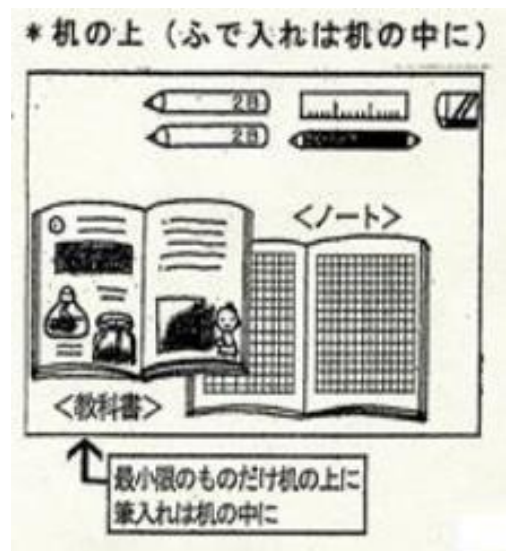 *机の上(ふで入れは机の中に)
2B
2B
<ノート>
<教科書>
最小限のものだけ机の上に
筆入れは机の中に